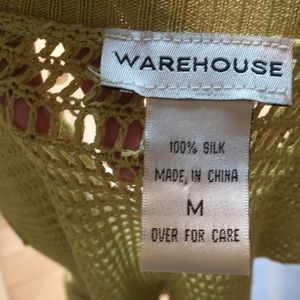 WAREHOUSE
100% SILK
MADE IN CHINA
M
OVER FOR CARE